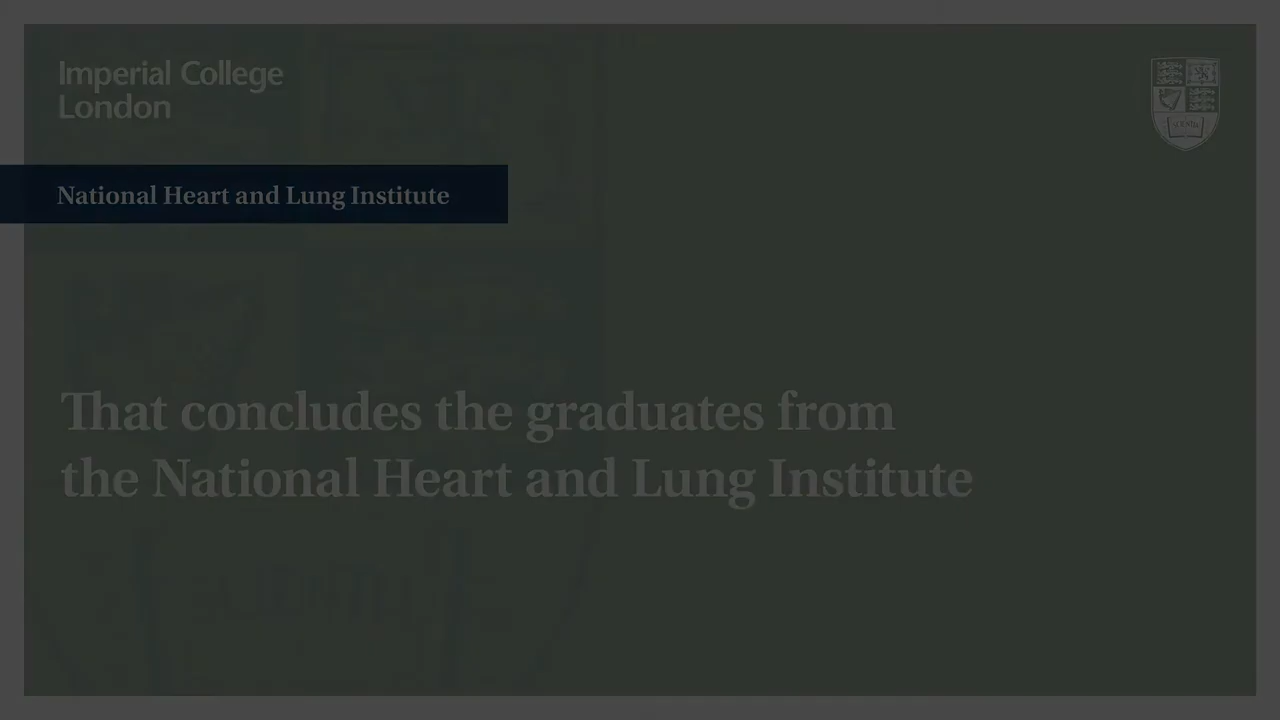 Imperial College
London
National Heart and Lung Institute
That concludes the graduates from
the National Heart and Lung Institute